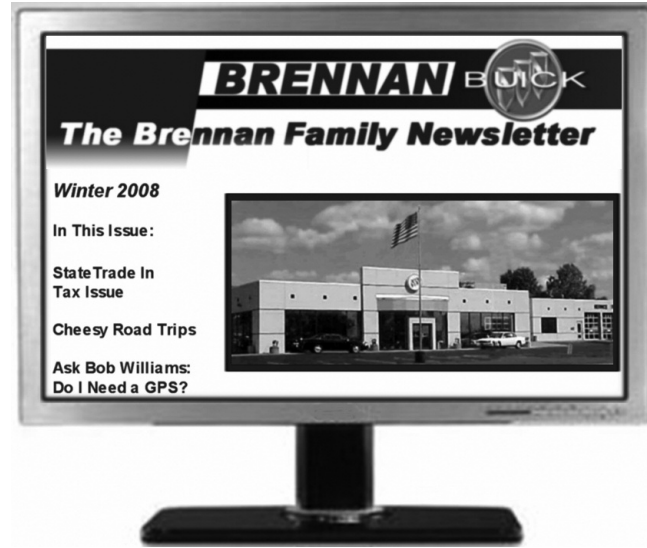 BRENNAN BUICK
The Brennan Family Newsletter
Winter 2008
In This Issue:
State Trade In
Tax Issue
Cheesy Road Trips
Ask Bob Williams:
Do I Need a GPS?